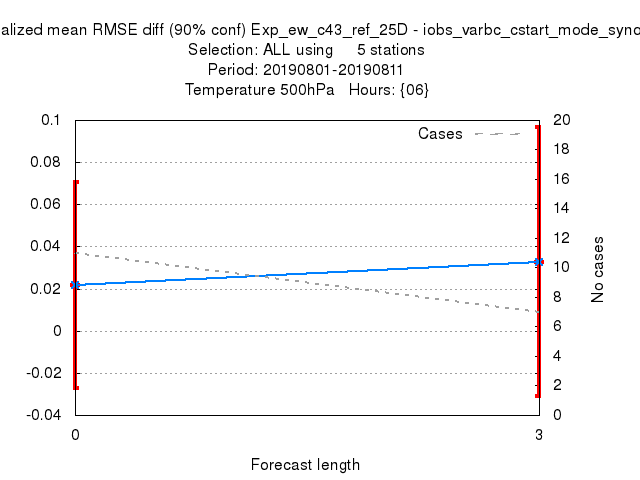 alized mean RMSE diff (90% conf) Exp_ew_c43_ref_25D - iobs_varbc_cstart_mode_syno
Selection: ALL using 5 stations
Period: 20190801-20190811
Temperature 500hPa Hours: {06}
Cases
0.1
0.08
0.06
0.04
0.02
0
-0.02
-0.04
20
18
16
14
12
10
8
6
4
2
0
No cases
0 3
Forecast length